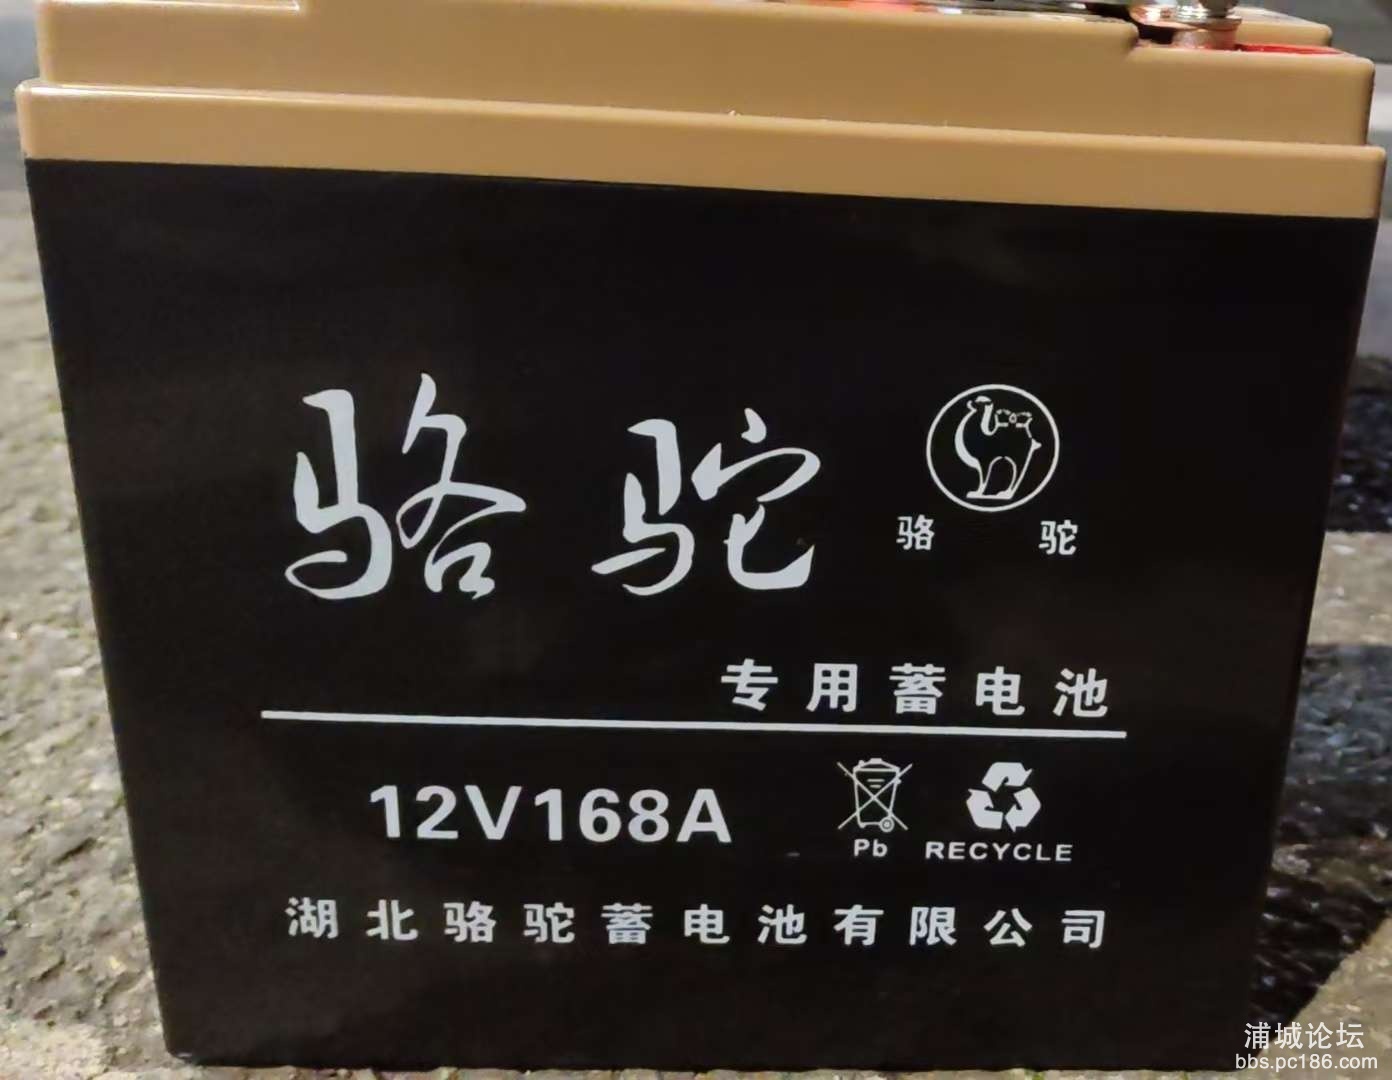 骆驼
骆 驼
专用蓄电池
12V168A
Pb
RECYCLE
湖北骆驼蓄电池有限公司
浦城论坛
bbs.pc186.com